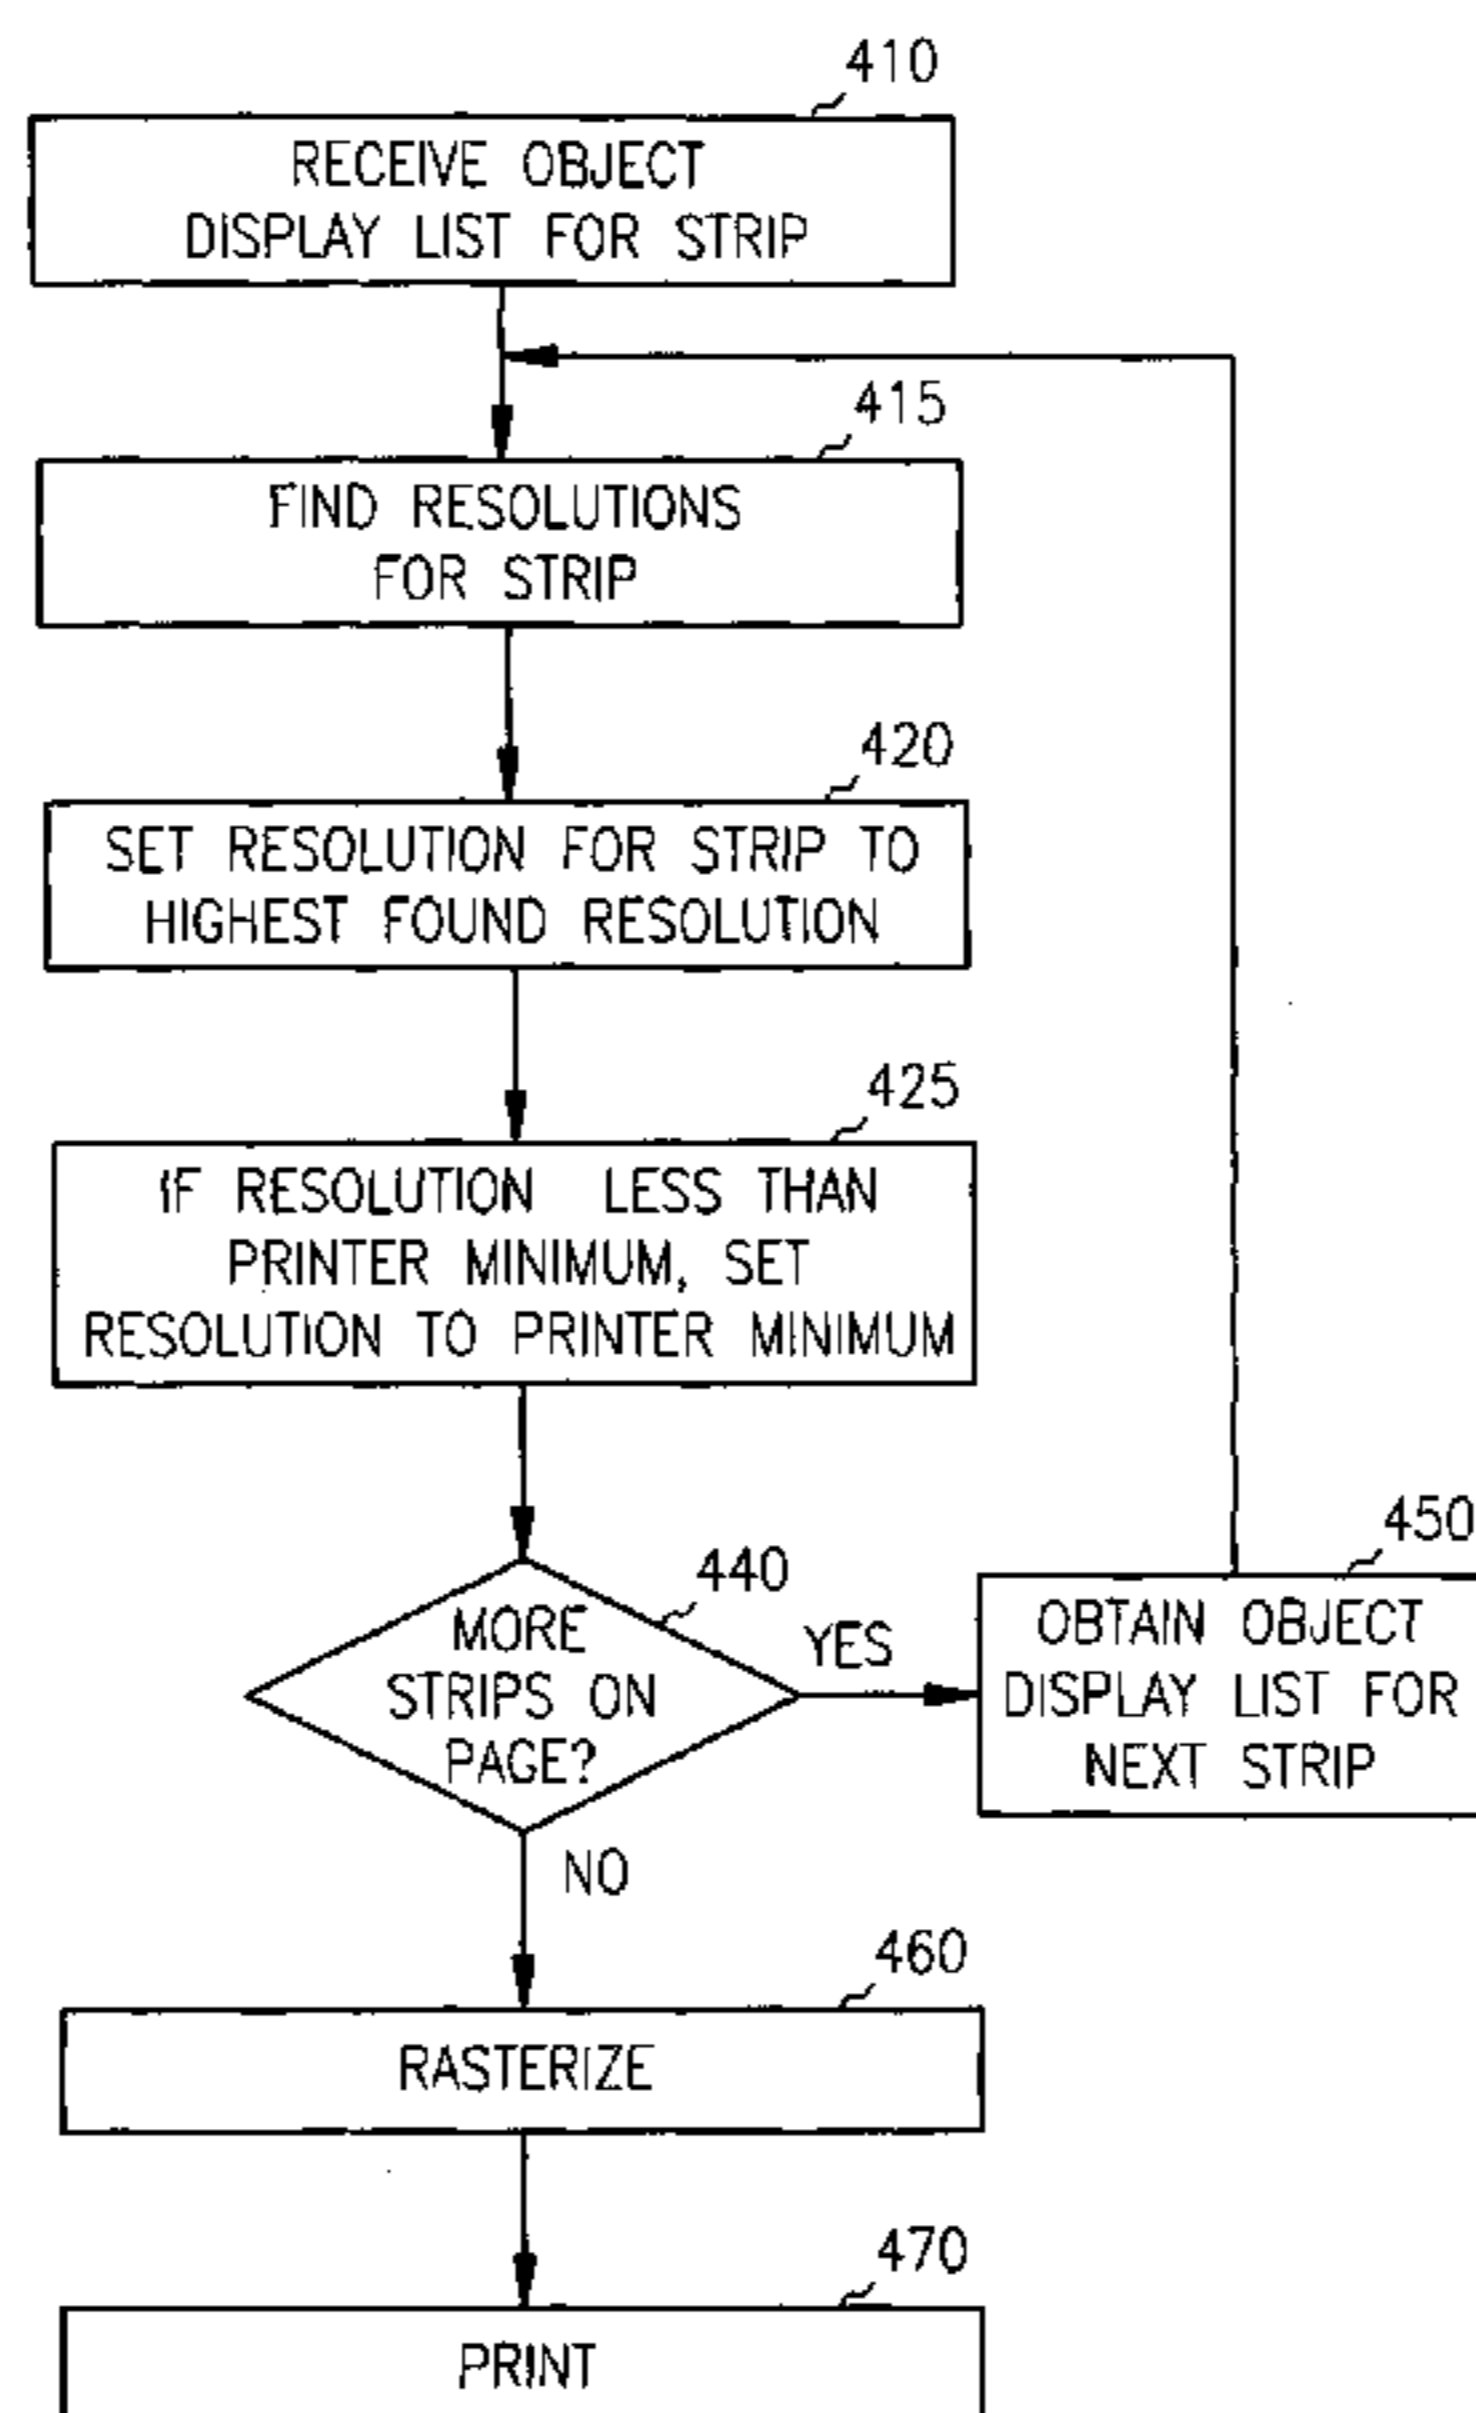 410
RECEIVE OBJECT
DISPLAY LIST FOR STRIP
415
FIND RESOLUTIONS
FOR STRIP
420
SET RESOLUTION FOR STRIP TO
HIGHEST FOUND RESOLUTION
425
IF RESOLUTION LESS THAN
PRINTER MINIMUM, SET
RESOLUTION TO PRINTER MINIMUM
440
MORE
STRIPS ON
PAGE?
YES
450
OBTAIN OBJECT
DISPLAY LIST FOR
NEXT STRIP
NO
460
RASTERIZE
470
PRINT